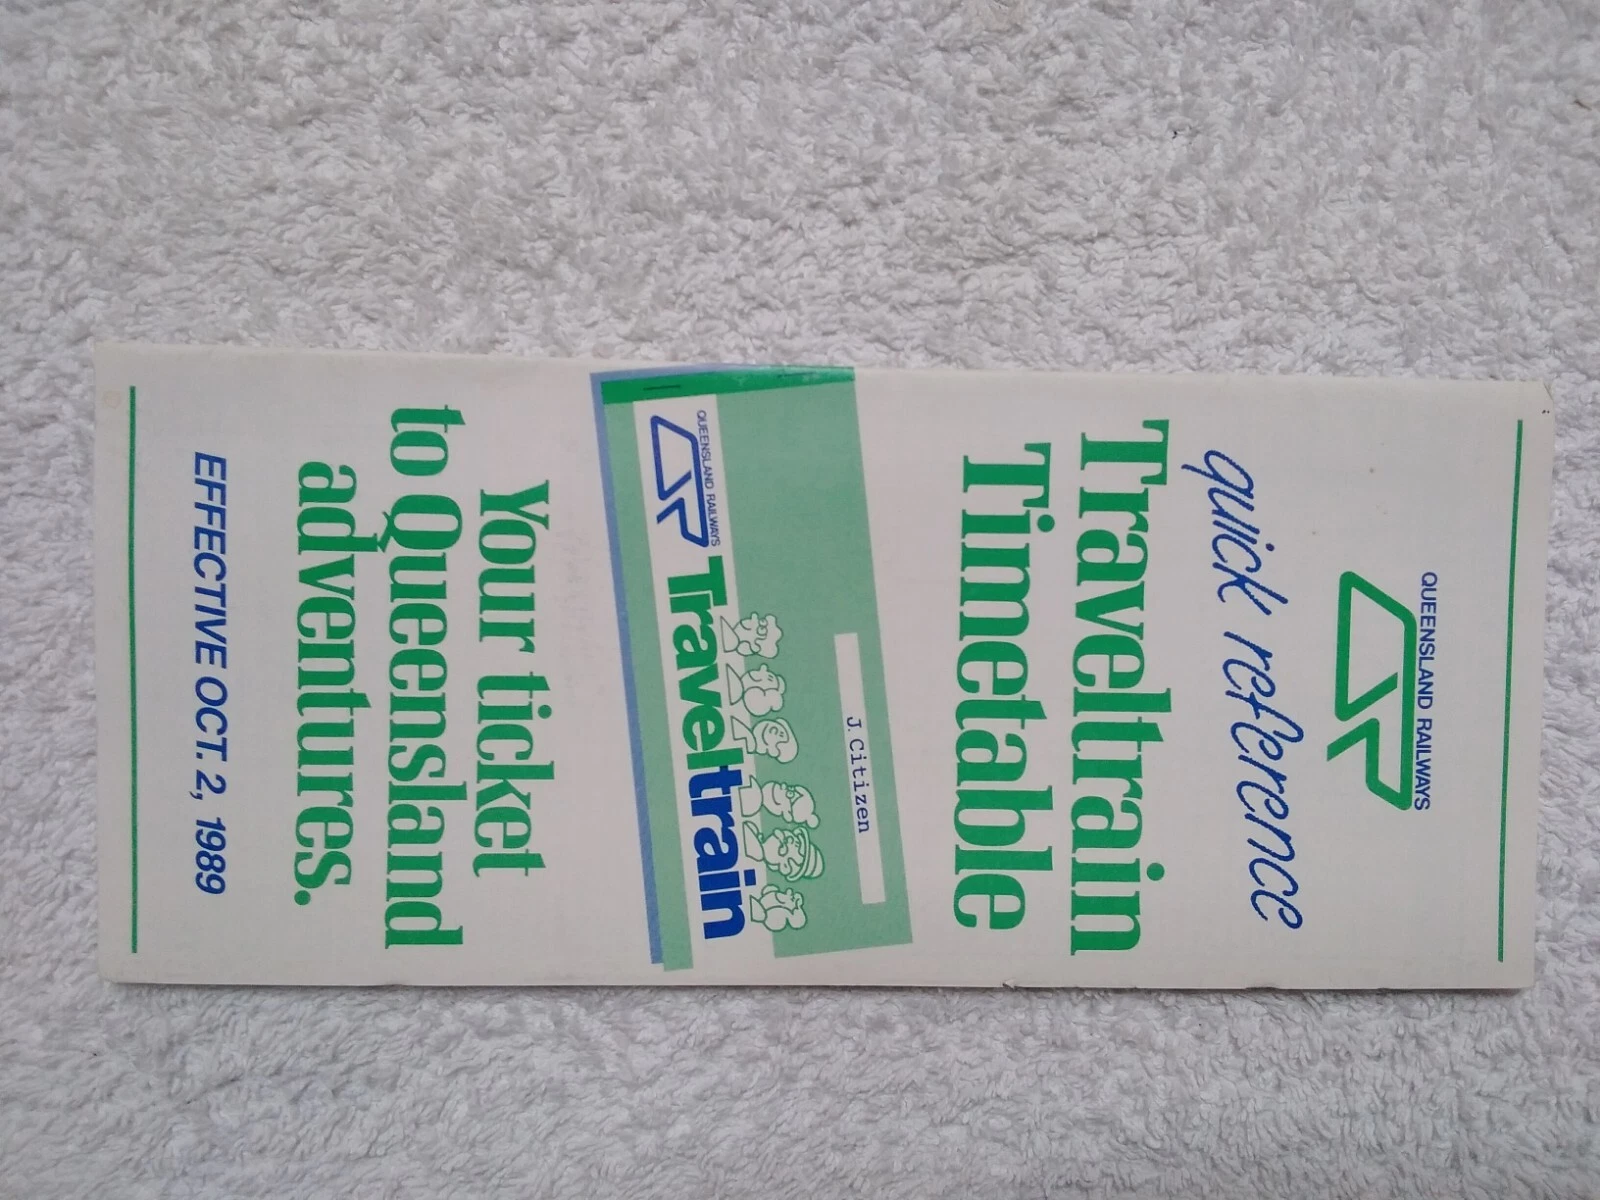 QUEENSLAND RAILWAYS
quick reference
Traveltrain
Timetable
J. Citizen
QUEENSLAND RAILWAYS
Traveltrain
Your ticket
to Queensland
adventures.
EFFECTIVE OCT. 2, 1989